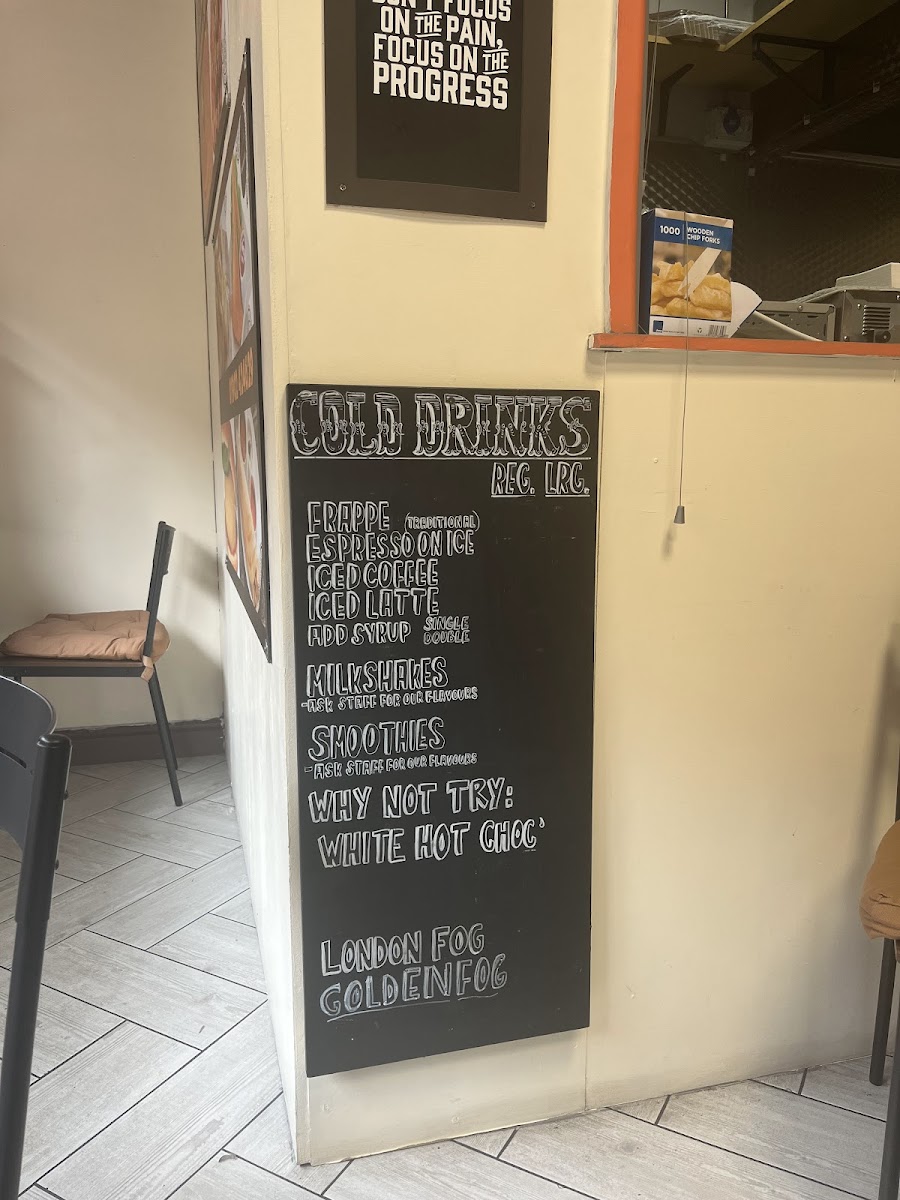 DON'T FOCUS
ON THE PAIN,
FOCUS ON THE
PROGRESS
1000 WOODEN
CHIP FORKS
COLD DRINKS
REG. LRG.
FRAPPE (TRADITIONAL)
ESPRESSO ON ICE
ICED COFFEE
ICED LATTE
ADD SYRUP SINGLE
DOUBLE
MILKSHAKES
-ASK STAFF FOR OUR FLAVOURS
SMOOTHIES
-ASK STAFF FOR OUR FLAVOURS
WHY NOT TRY:
WHITE HOT CHOC'
LONDON FOG
GOLDEN FOG